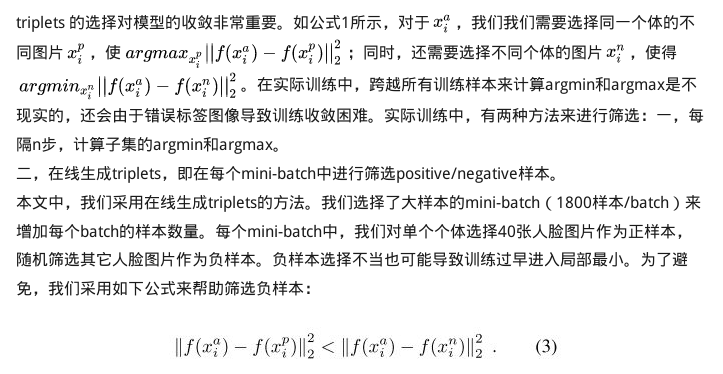 triplets 的选择对模型的收敛非常重要。如公式1所示，对于 $x_i^a$ ，我们我们需要选择同一个体的不
同图片 $x_i^p$ ，使 $argmax_{x_i^p}||f(x_i^a)-f(x_i^p)||_2^2$ ；同时，还需要选择不同个体的图片 $x_i^n$ ，使得
$argmin_{x_i^n}||f(x_i^a)-f(x_i^n)||_2^2$。在实际训练中，跨越所有训练样本来计算argmin和argmax是不
现实的，还会由于错误标签图像导致训练收敛困难。实际训练中，有两种方法来进行筛选：一，每
隔n步，计算子集的argmin和argmax。
二，在线生成triplets，即在每个mini-batch中进行筛选positive/negative样本。
本文中，我们采用在线生成triplets的方法。我们选择了大样本的mini-batch（1800样本/batch）来
增加每个batch的样本数量。每个mini-batch中，我们对单个个体选择40张人脸图片作为正样本，
随机筛选其它人脸图片作为负样本。负样本选择不当也可能导致训练过早进入局部最小。为了避
免，我们采用如下公式来帮助筛选负样本：
$\|f(x_i^a)-f(x_i^p)\|_2^2 < \|f(x_i^a)-f(x_i^n)\|_2^2$ . (3)